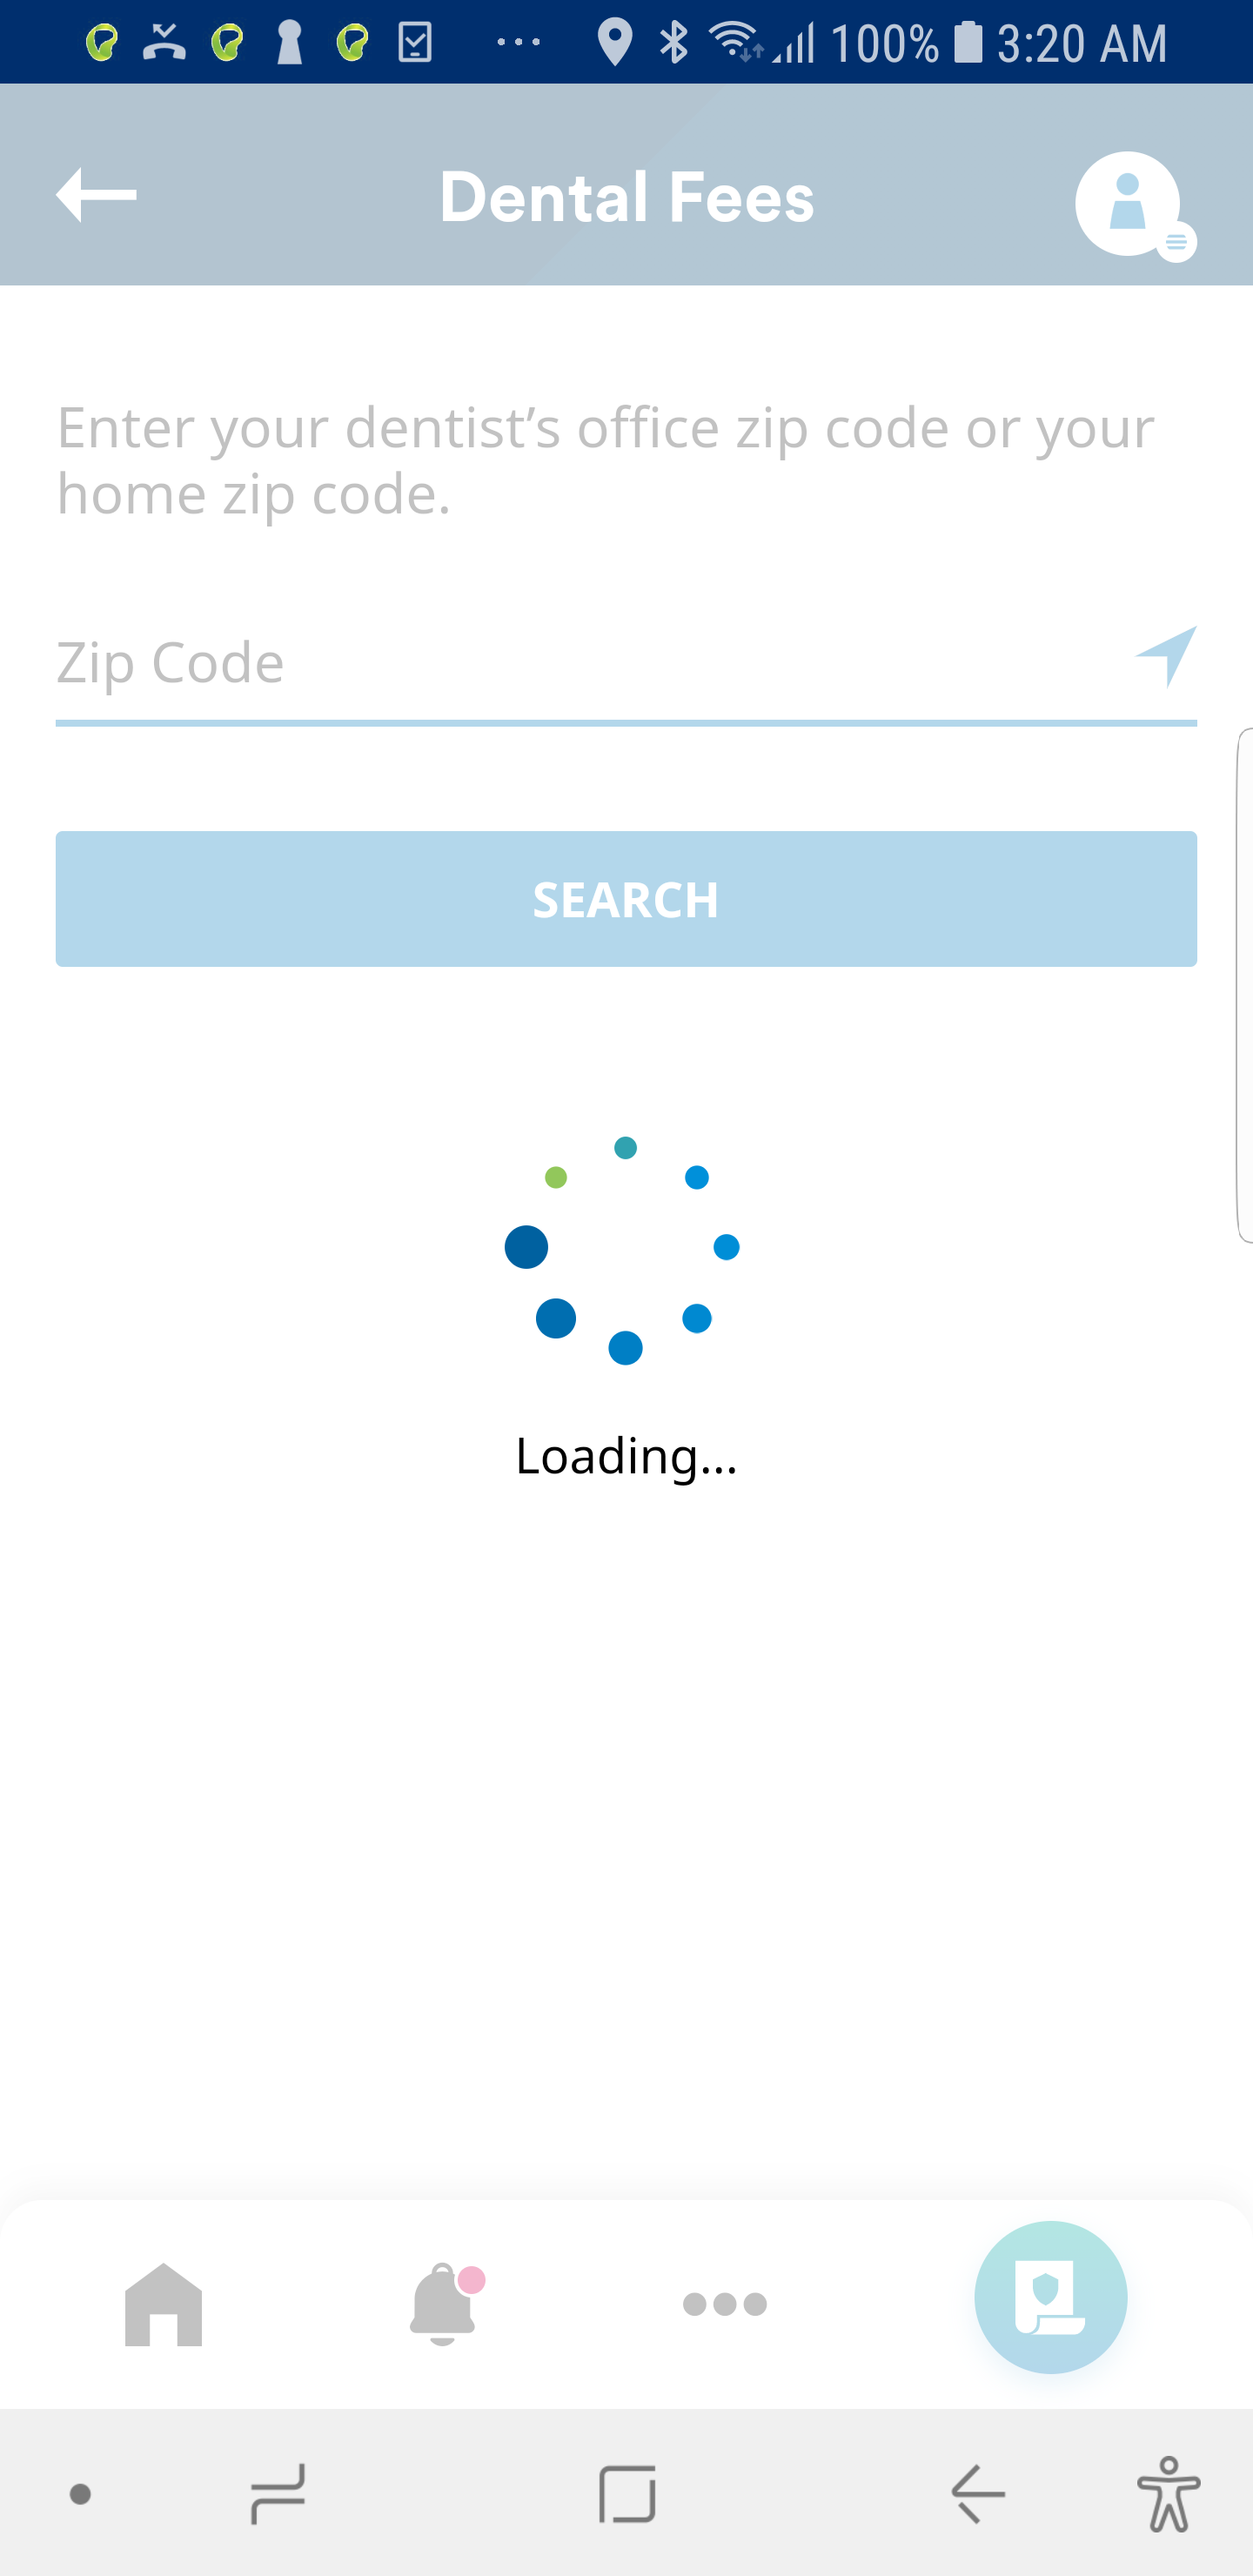 100% 3:20 AM
Dental Fees
Enter your dentist’s office zip code or your
home zip code.
Zip Code
SEARCH
Loading...